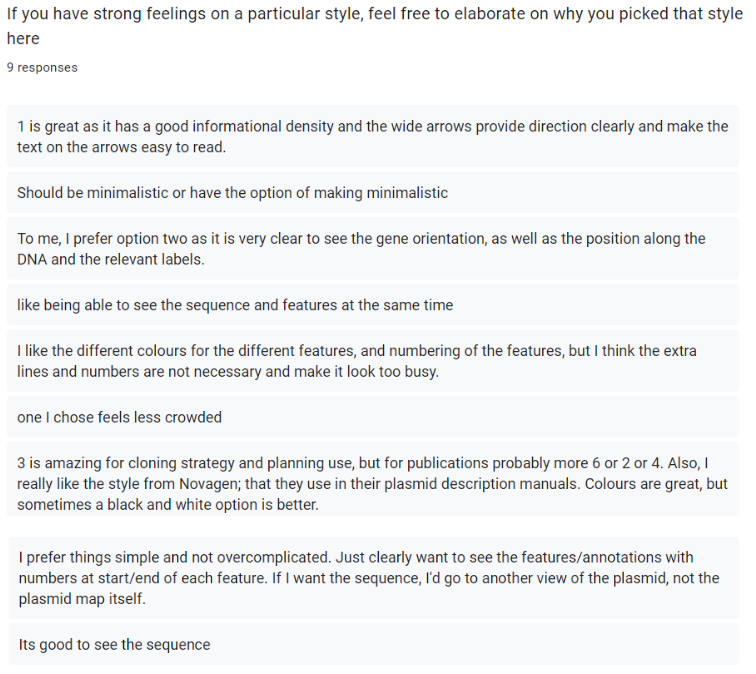 If you have strong feelings on a particular style, feel free to elaborate on why you picked that style
here
9 responses
1 is great as it has a good informational density and the wide arrows provide direction clearly and make the
text on the arrows easy to read.
Should be minimalistic or have the option of making minimalistic
To me, I prefer option two as it is very clear to see the gene orientation, as well as the position along the
DNA and the relevant labels.
like being able to see the sequence and features at the same time
I like the different colours for the different features, and numbering of the features, but I think the extra
lines and numbers are not necessary and make it look too busy.
one I chose feels less crowded
3 is amazing for cloning strategy and planning use, but for publications probably more 6 or 2 or 4. Also, I
really like the style from Novagen; that they use in their plasmid description manuals. Colours are great, but
sometimes a black and white option is better.
I prefer things simple and not overcomplicated. Just clearly want to see the features/annotations with
numbers at start/end of each feature. If I want the sequence, I'd go to another view of the plasmid, not the
plasmid map itself.
Its good to see the sequence